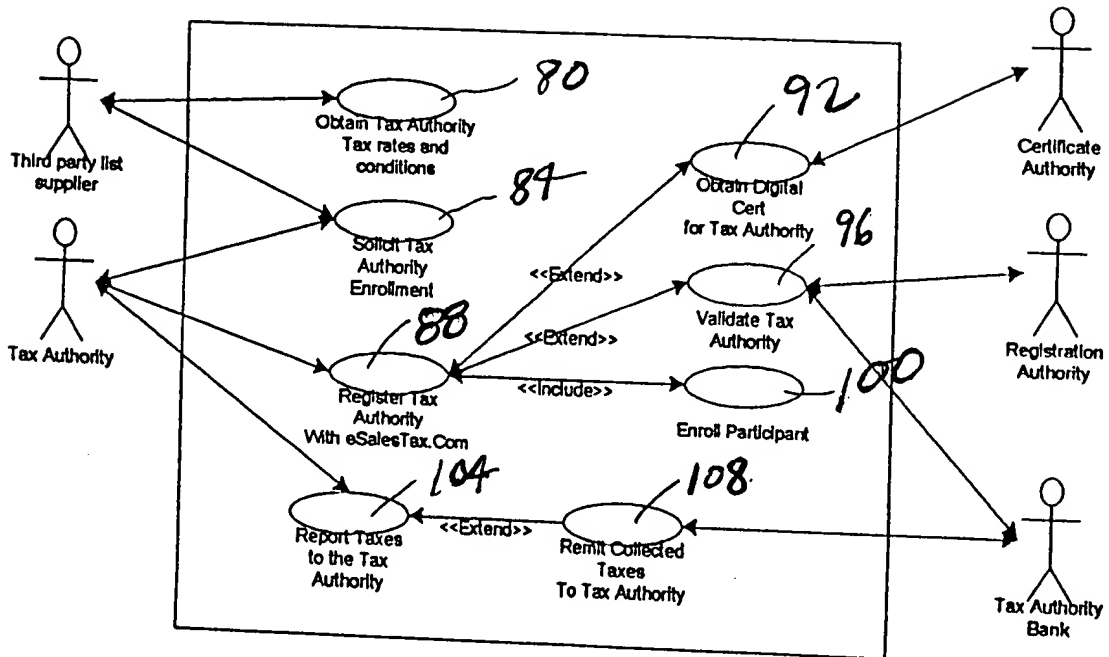 80
Obtain Tax Authority
Tax rates and
conditions
Third party list
supplier
92
Obtain Digital
Cert
for Tax Authority
Certificate
Authority
84
Solicit Tax
Authority
Enrollment
Tax Authority
<<Extend>>
96
Validate Tax
Authority
Registration
Authority
<<Extend>>
88
Register Tax
Authority
With eSalesTax.Com
<<Include>>
100
Enroll Participant
104
Report Taxes
to the Tax
Authority
<<Extend>>
108
Remit Collected
Taxes
To Tax Authority
Tax Authority
Bank